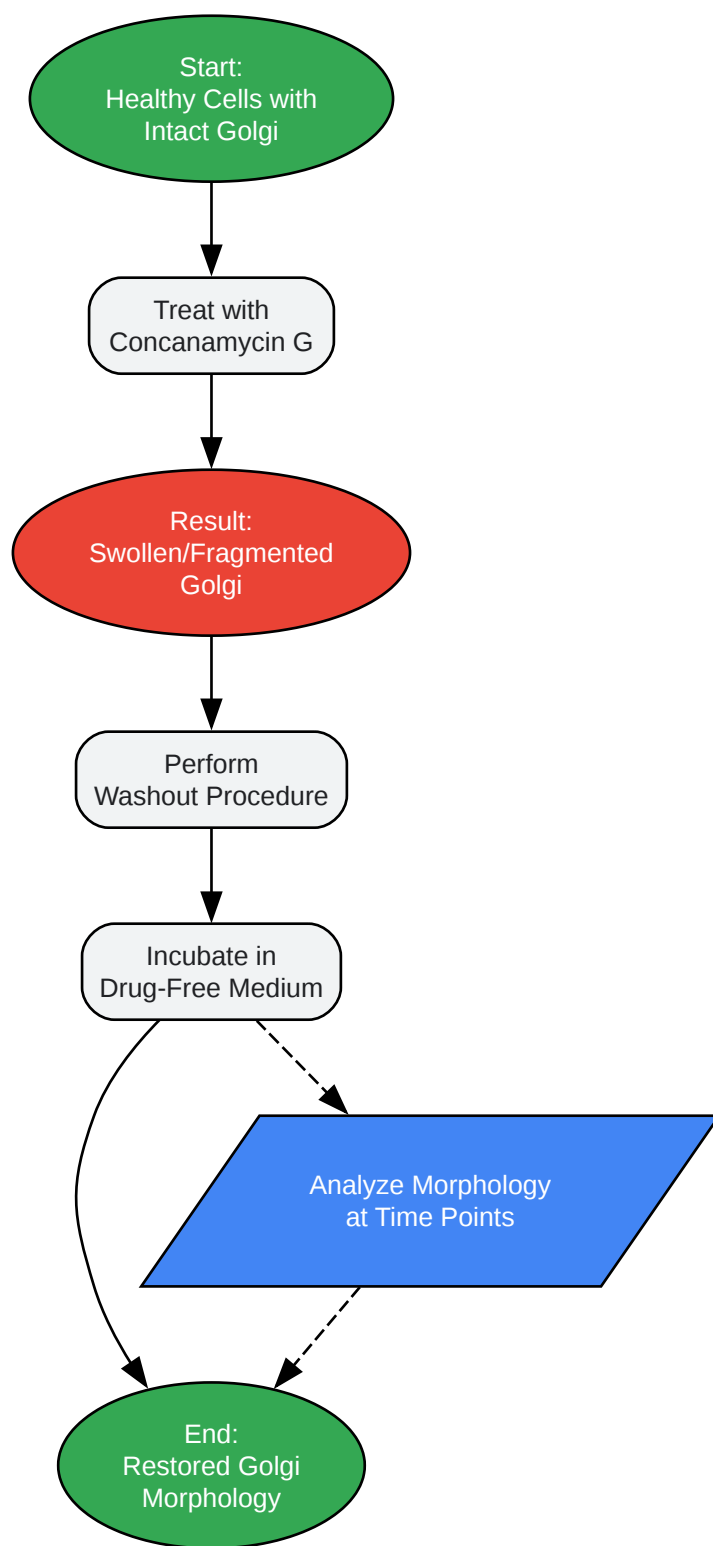 Start:
Healthy Cells with
Intact Golgi
Treat with
Concanamycin G
Result:
Swollen/Fragmented
Golgi
Perform
Washout Procedure
Incubate in
Drug-Free Medium
Analyze Morphology
at Time Points
End:
Restored Golgi
Morphology